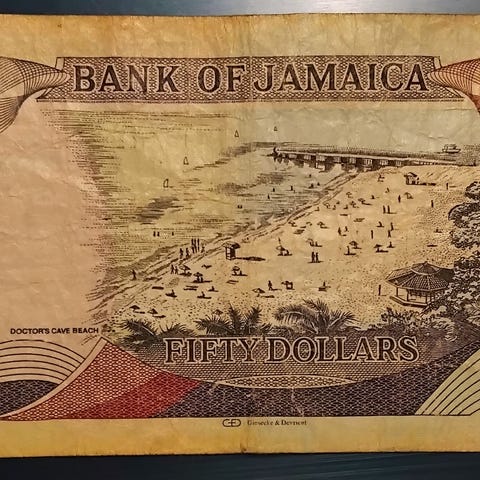 BANK OF JAMAICA
DOCTOR'S CAVE BEACH
FIFTY DOLLARS
Giesecke & Devrient